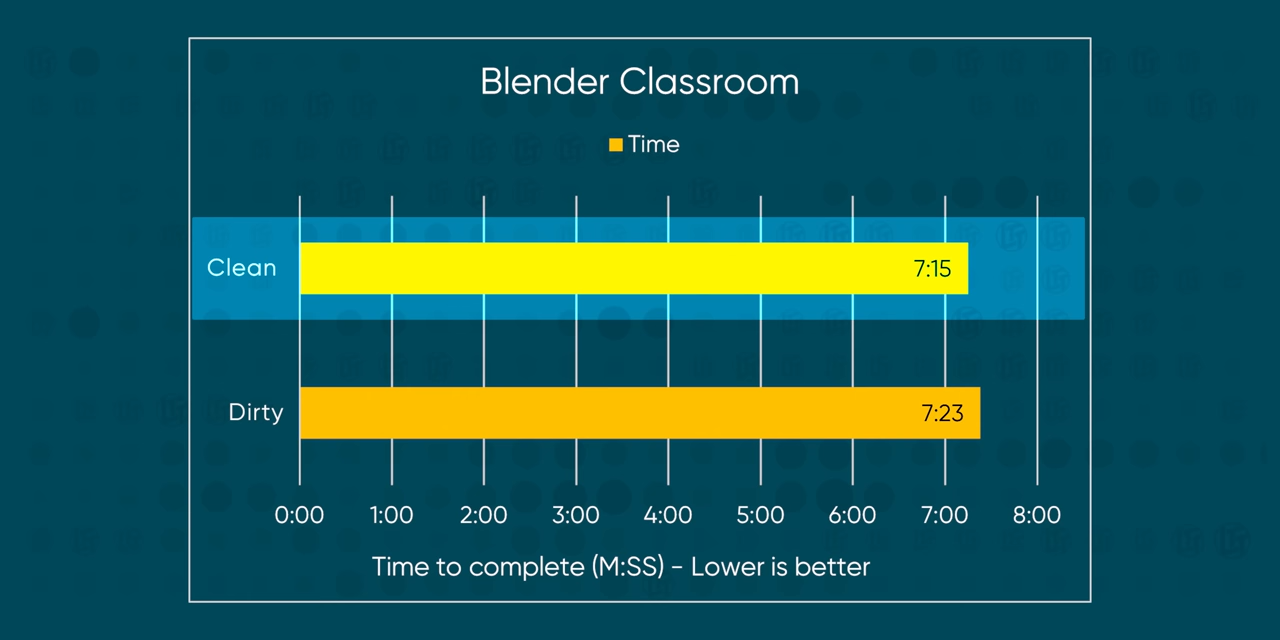 Blender Classroom
Time
Clean 7:15
Dirty 7:23
0:00 1:00 2:00 3:00 4:00 5:00 6:00 7:00 8:00
Time to complete (M:SS) - Lower is better